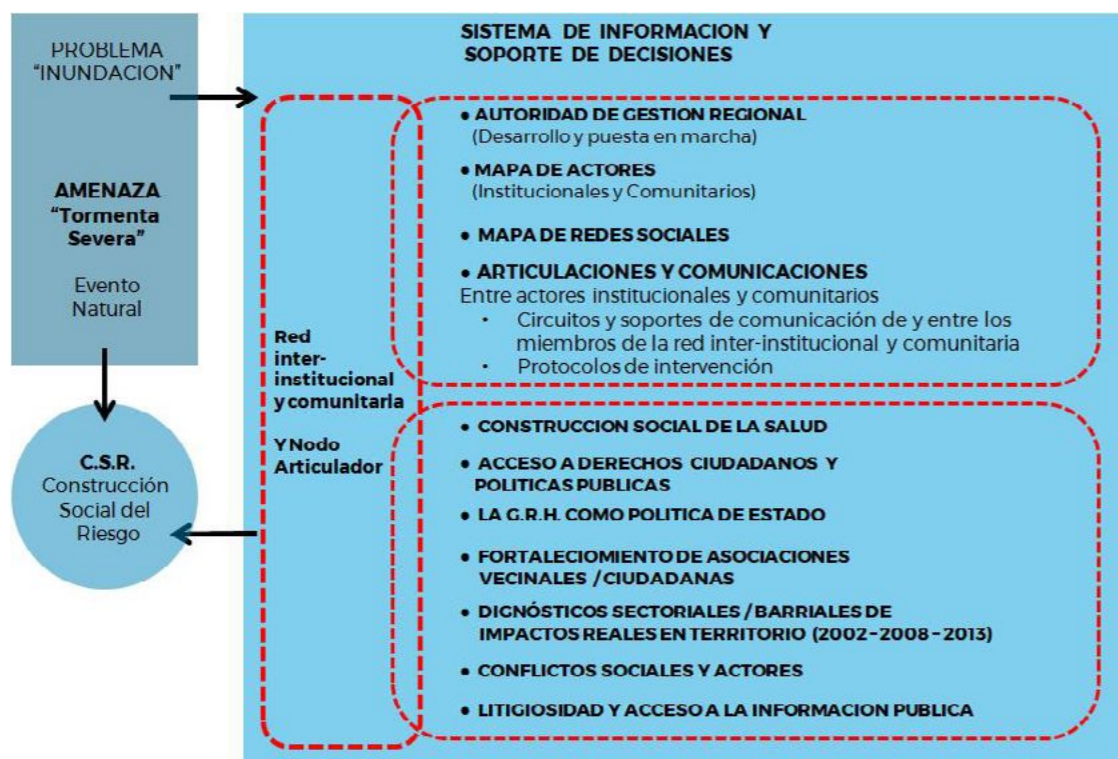 PROBLEMA
“INUNDACION”
AMENAZA
“Tormenta
Severa”
Evento
Natural
C.S.R.
Construcción
Social del
Riesgo
SISTEMA DE INFORMACION Y
SOPORTE DE DECISIONES
Red
inter-
institucional
y comunitaria
Y Nodo
Articulador
● AUTORIDAD DE GESTION REGIONAL
(Desarrollo y puesta en marcha)
● MAPA DE ACTORES
(Institucionales y Comunitarios)
● MAPA DE REDES SOCIALES
● ARTICULACIONES Y COMUNICACIONES
Entre actores institucionales y comunitarios
• Circuitos y soportes de comunicación de y entre los
miembros de la red inter-institucional y comunitaria
• Protocolos de intervención
● CONSTRUCCION SOCIAL DE LA SALUD
● ACCESO A DERECHOS CIUDADANOS Y
POLITICAS PUBLICAS
● LA G.R.H. COMO POLITICA DE ESTADO
● FORTALECIOMIENTO DE ASOCIACIONES
VECINALES / CIUDADANAS
● DIGNÓSTICOS SECTORIALES / BARRIALES DE
IMPACTOS REALES EN TERRITORIO (2002-2008-2013)
● CONFLICTOS SOCIALES Y ACTORES
● LITIGIOSIDAD Y ACCESO A LA INFORMACION PUBLICA